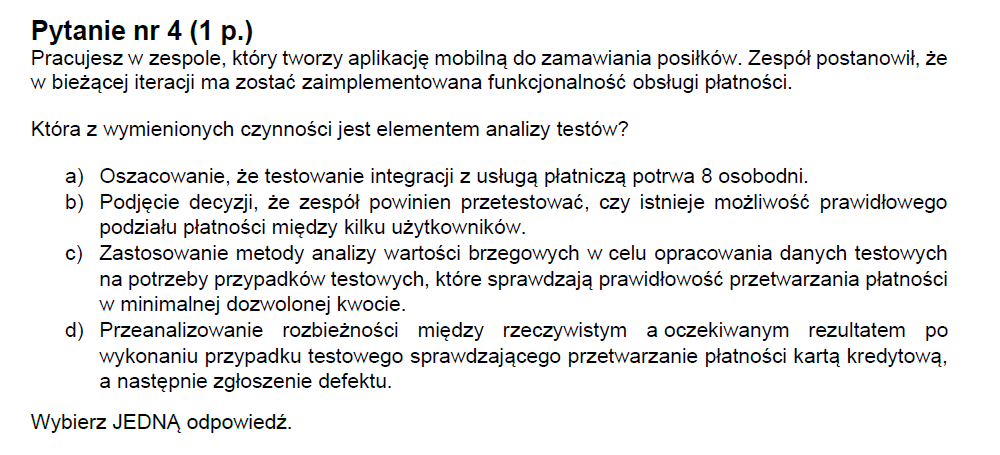 Pytanie nr 4 (1 p.)
Pracujesz w zespole, który tworzy aplikację mobilną do zamawiania posiłków. Zespół postanowił, że
w bieżącej iteracji ma zostać zaimplementowana funkcjonalność obsługi płatności.
Która z wymienionych czynności jest elementem analizy testów?
a) Oszacowanie, że testowanie integracji z usługą płatniczą potrwa 8 osobodni.
b) Podjęcie decyzji, że zespół powinien przetestować, czy istnieje możliwość prawidłowego
podziału płatności między kilku użytkowników.
c) Zastosowanie metody analizy wartości brzegowych w celu opracowania danych testowych
na potrzeby przypadków testowych, które sprawdzają prawidłowość przetwarzania płatności
w minimalnej dozwolonej kwocie.
d) Przeanalizowanie rozbieżności między rzeczywistym a oczekiwanym rezultatem po
wykonaniu przypadku testowego sprawdzającego przetwarzanie płatności kartą kredytową,
a następnie zgłoszenie defektu.
Wybierz JEDNĄ odpowiedź.